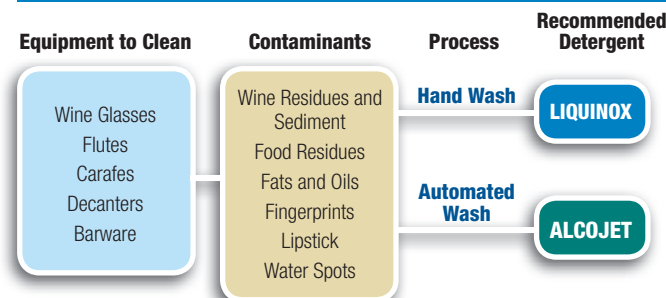 Equipment to Clean
Contaminants
Process
Recommended
Detergent
Wine Glasses
Flutes
Carafes
Decanters
Barware
Wine Residues and
Sediment
Food Residues
Fats and Oils
Fingerprints
Lipstick
Water Spots
Hand Wash
LIQUINOX
Automated
Wash
ALCOJET